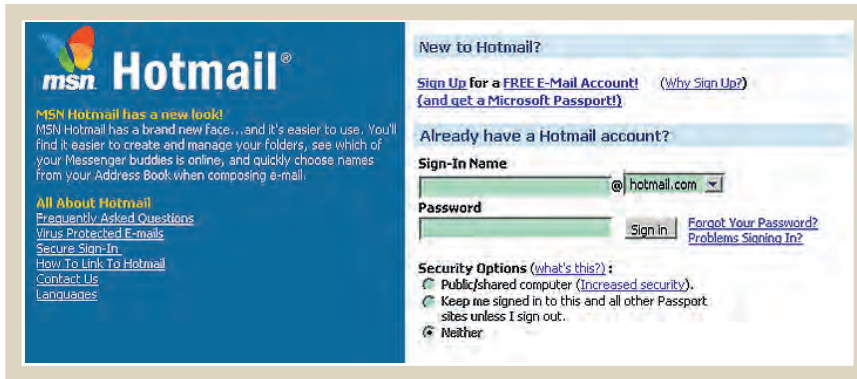 msn Hotmail®
MSN Hotmail has a new look!
MSN Hotmail has a brand new face...and it's easier to use. You'll
find it easier to create and manage your folders, see which of
your Messenger buddies is online, and quickly choose names
from your Address Book when composing e-mail.
All About Hotmail
Frequently Asked Questions
Virus Protected E-mails
Secure Sign-In
How To Link To Hotmail
Contact Us
Languages
New to Hotmail?
Sign Up for a FREE E-Mail Account! (Why Sign Up?)
(and get a Microsoft Passport!)
Already have a Hotmail account?
Sign-In Name
@ hotmail.com
Password
Sign in
Forgot Your Password?
Problems Signing In?
Security Options (what's this?) :
Public/shared computer (Increased security).
Keep me signed in to this and all other Passport
sites unless I sign out.
Neither